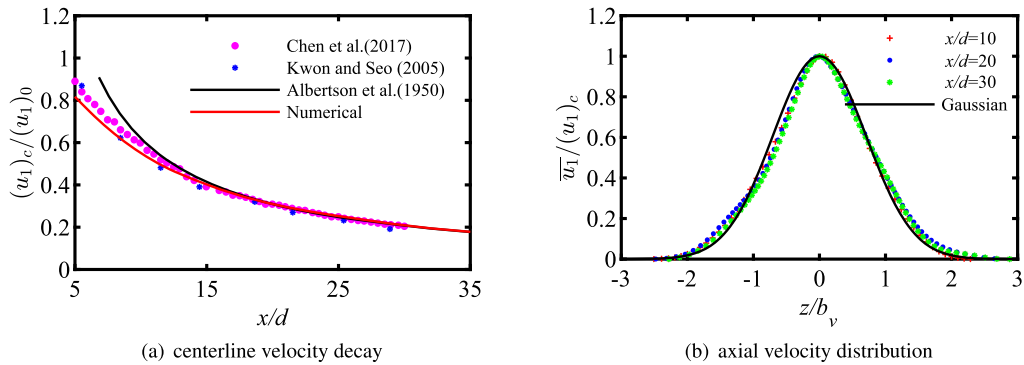 1.2
1
0.8
0.6
0.4
0.2
0
5
15
25
35
x/d
(u₁)c/(u₁)₀
Chen et al.(2017)
Kwon and Seo (2005)
Albertson et al.(1950)
Numerical
(a) centerline velocity decay
1.2
1
0.8
0.6
0.4
0.2
0
-3
-2
-1
0
1
2
3
z/bᵥ
u̅₁/(u₁)c
x/d=10
x/d=20
x/d=30
Gaussian
(b) axial velocity distribution